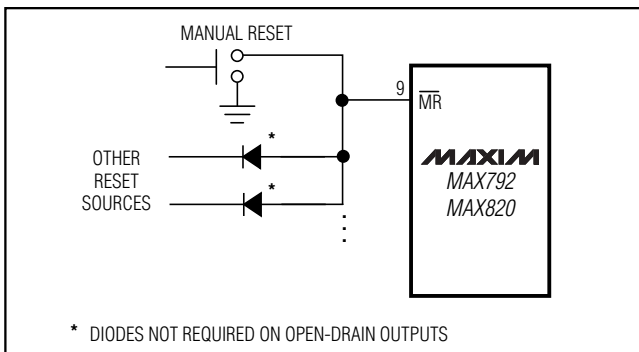 MANUAL RESET
9
MR
*
OTHER
RESET
SOURCES
*
MAXIM
MAX792
MAX820
* DIODES NOT REQUIRED ON OPEN-DRAIN OUTPUTS